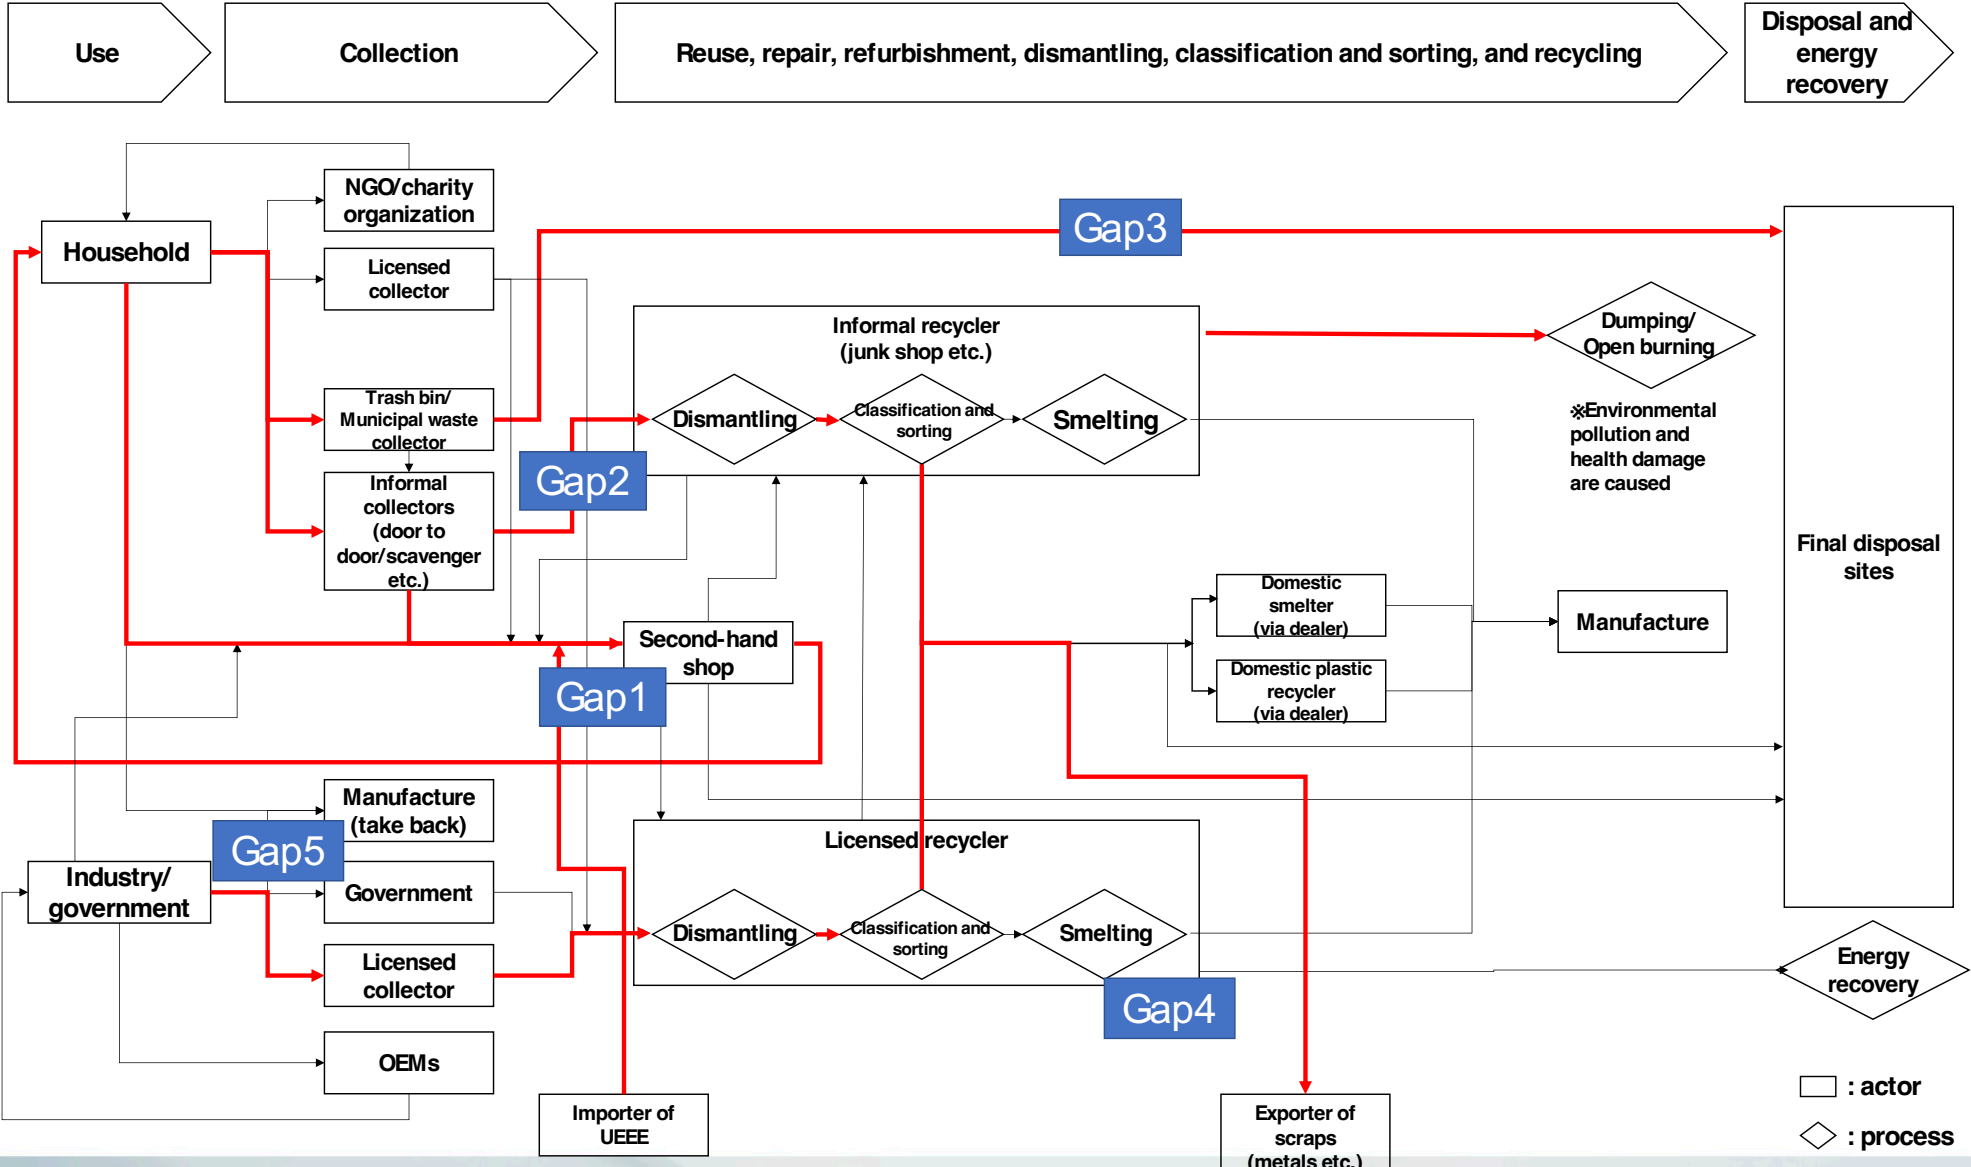 Use
Collection
Reuse, repair, refurbishment, dismantling, classification and sorting, and recycling
Disposal and
energy
recovery
NGO/charity
organization
Household
Licensed
collector
Gap3
Informal recycler
(junk shop etc.)
Dumping/
Open burning
Trash bin/
Municipal waste
collector
Dismantling
Classification and
sorting
Smelting
※Environmental
pollution and
health damage
are caused
Gap2
Informal
collectors
(door to
door/scavenger
etc.)
Final disposal
sites
Domestic
smelter
(via dealer)
Manufacture
Second-hand
shop
Domestic plastic
recycler
(via dealer)
Gap1
Manufacture
(take back)
Gap5
Licensed recycler
Industry/
government
Government
Dismantling
Classification and
sorting
Smelting
Licensed
collector
Energy
recovery
Gap4
OEMs
Importer of
UEEE
Exporter of
scraps
(metals etc.)
: actor
: process